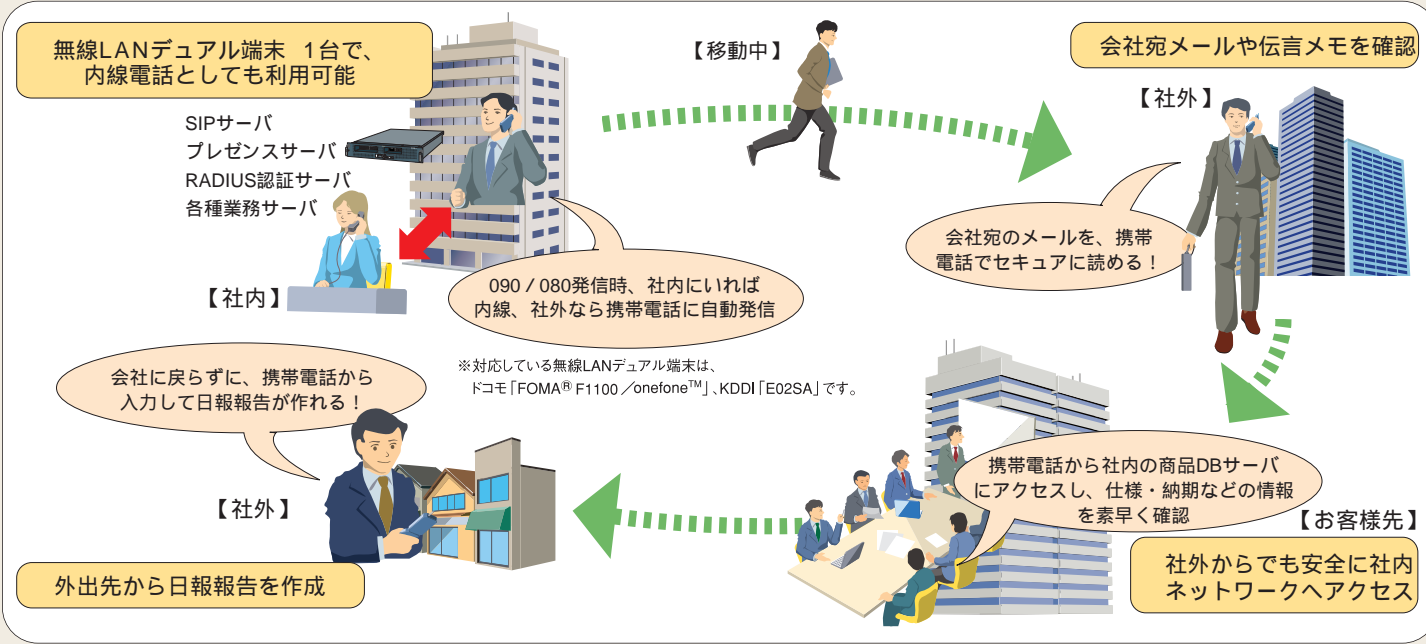 無線LANデュアル端末 1台で、
内線電話としても利用可能
SIPサーバ
プレゼンスサーバ
RADIUS認証サーバ
各種業務サーバ
【社内】
090／080発信時、社内にいれば
内線、社外なら携帯電話に自動発信
※対応している無線LANデュアル端末は、
ドコモ「FOMA® F1100／onefone™」、KDDI「E02SA」です。
【移動中】
会社宛メールや伝言メモを確認
【社外】
会社宛のメールを、携帯
電話でセキュアに読める！
携帯電話から社内の商品DBサーバ
にアクセスし、仕様・納期などの情報
を素早く確認
【お客様先】
社外からでも安全に社内
ネットワークへアクセス
会社に戻らずに、携帯電話から
入力して日報報告が作れる！
【社外】
外出先から日報報告を作成